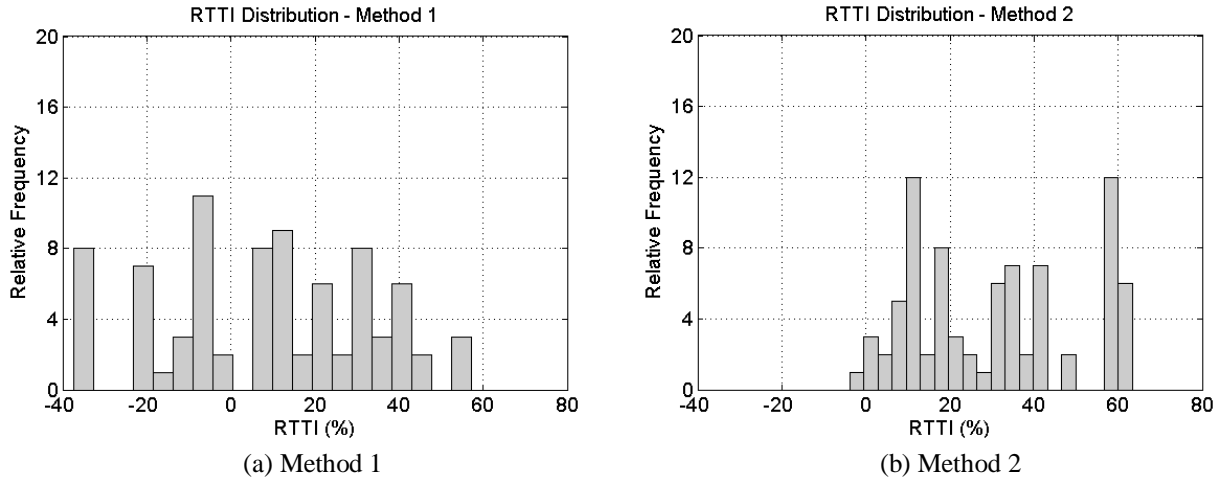 RTTI Distribution - Method 1
20
16
12
8
4
0
Relative Frequency
-40 -20 0 20 40 60 80
RTTI (%)
(a) Method 1
RTTI Distribution - Method 2
20
16
12
8
4
0
Relative Frequency
-40 -20 0 20 40 60 80
RTTI (%)
(b) Method 2